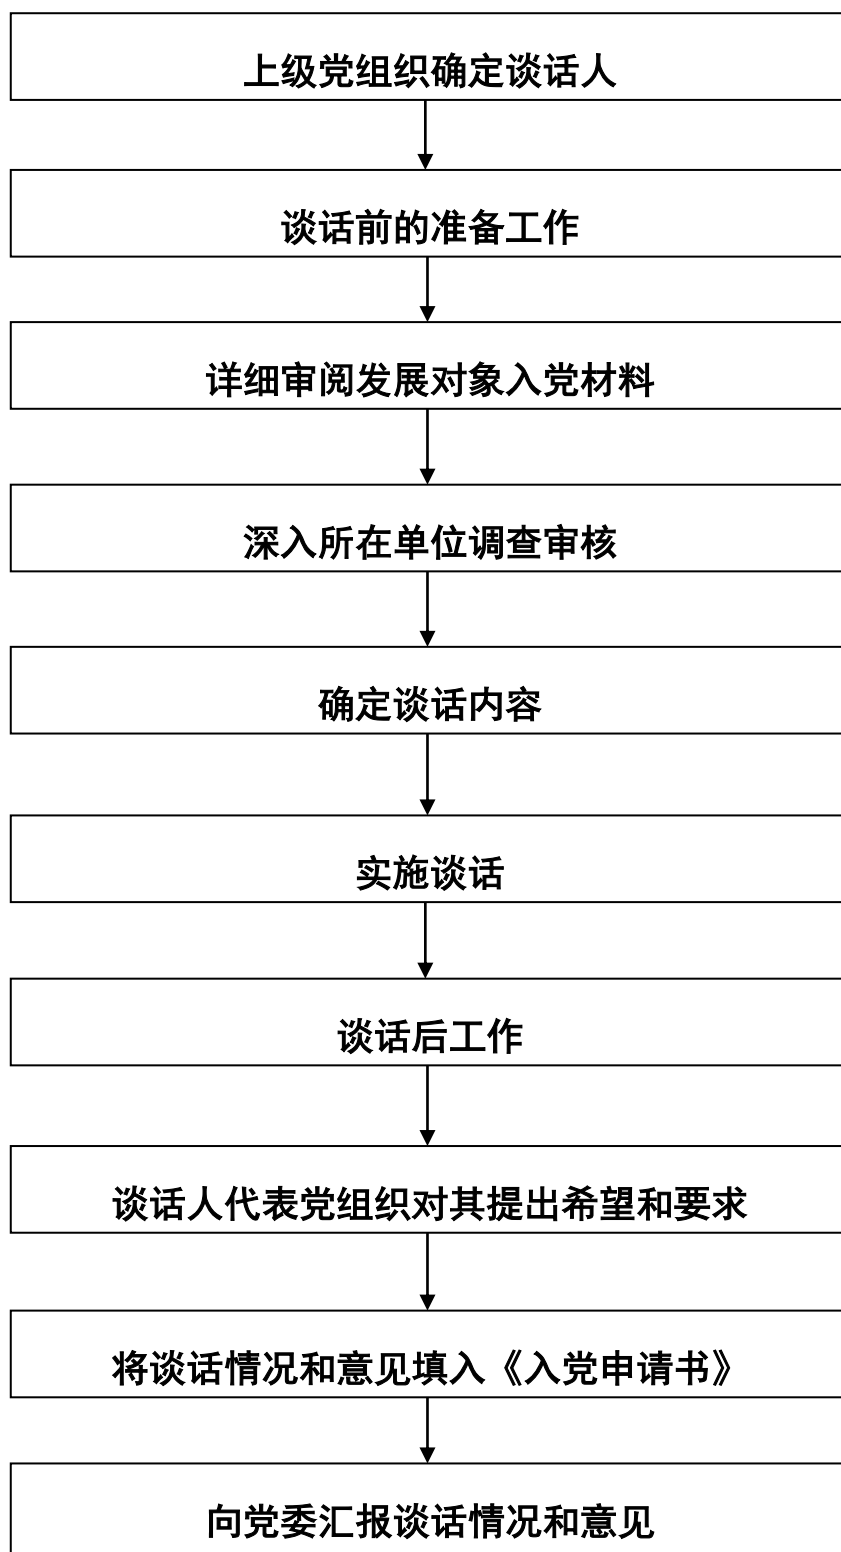 上级党组织确定谈话人
谈话前的准备工作
详细审阅发展对象入党材料
深入所在单位调查审核
确定谈话内容
实施谈话
谈话后工作
谈话人代表党组织对其提出希望和要求
将谈话情况和意见填入《入党申请书》
向党委汇报谈话情况和意见